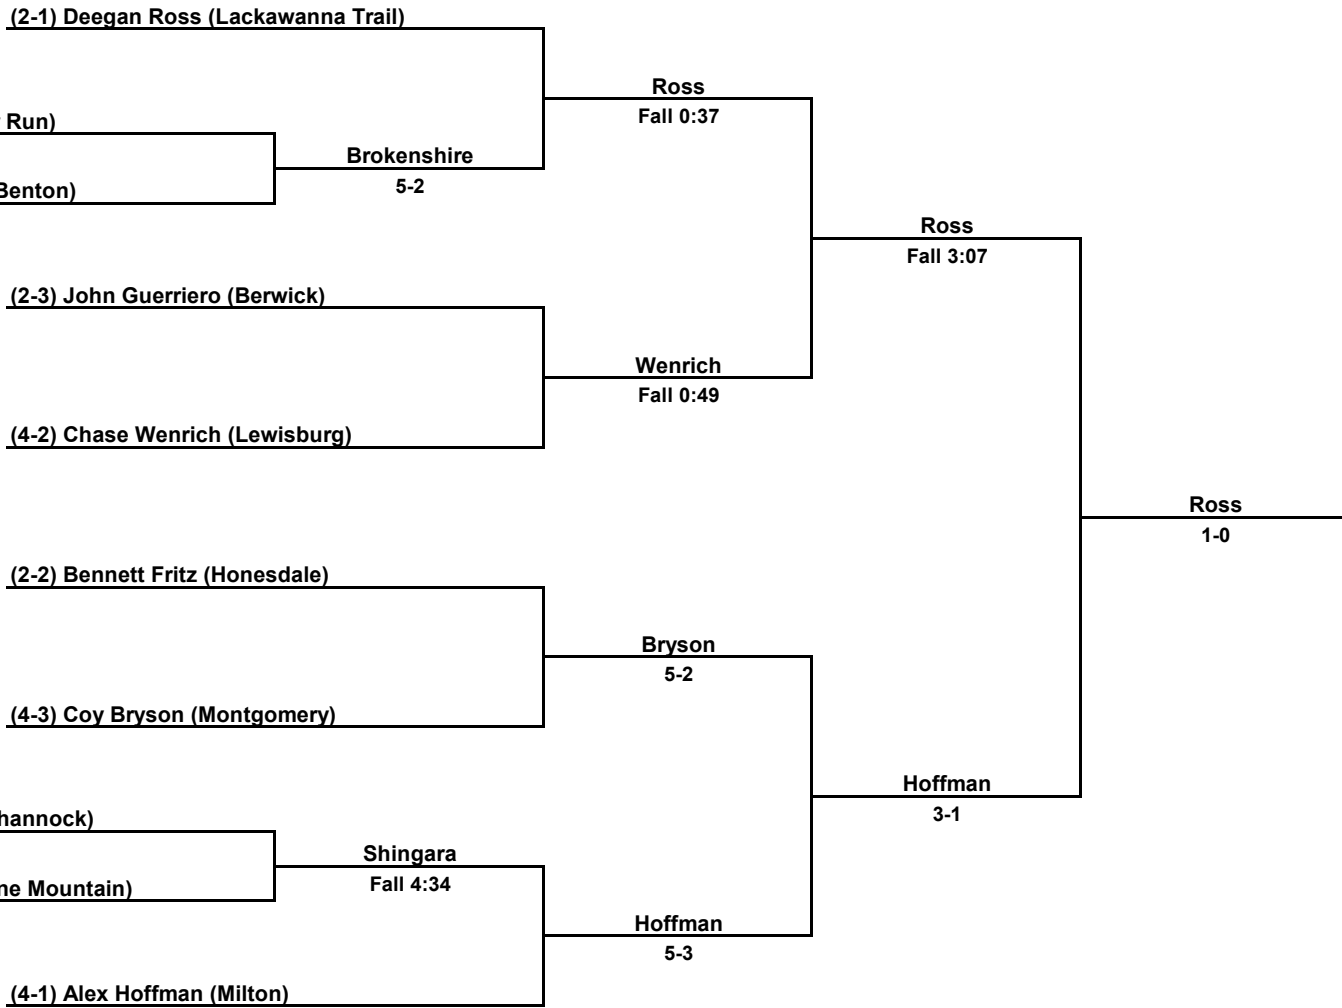 (2-1) Deegan Ross (Lackawanna Trail)
Ross
Fall 0:37
Run)
Brokenshire
5-2
Benton)
Ross
Fall 3:07
(2-3) John Guerriero (Berwick)
Wenrich
Fall 0:49
(4-2) Chase Wenrich (Lewisburg)
Ross
1-0
(2-2) Bennett Fritz (Honesdale)
Bryson
5-2
(4-3) Coy Bryson (Montgomery)
Hoffman
3-1
hannock)
Shingara
Fall 4:34
ne Mountain)
Hoffman
5-3
(4-1) Alex Hoffman (Milton)